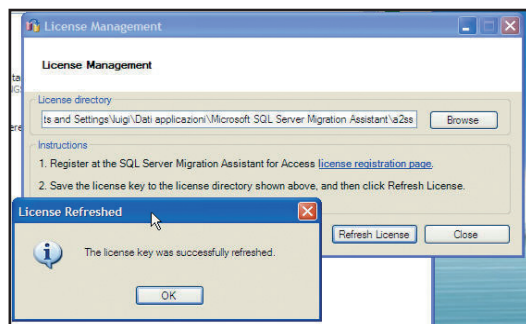 License Management
License Management
License directory
ts and Settings\luigi\Dati applicazioni\Microsoft SQL Server Migration Assistant\a2ss
Browse
Instructions
1. Register at the SQL Server Migration Assistant for Access license registration page.
2. Save the license key to the license directory shown above, and then click Refresh License.
Refresh License
Close
License Refreshed
The license key was successfully refreshed.
OK